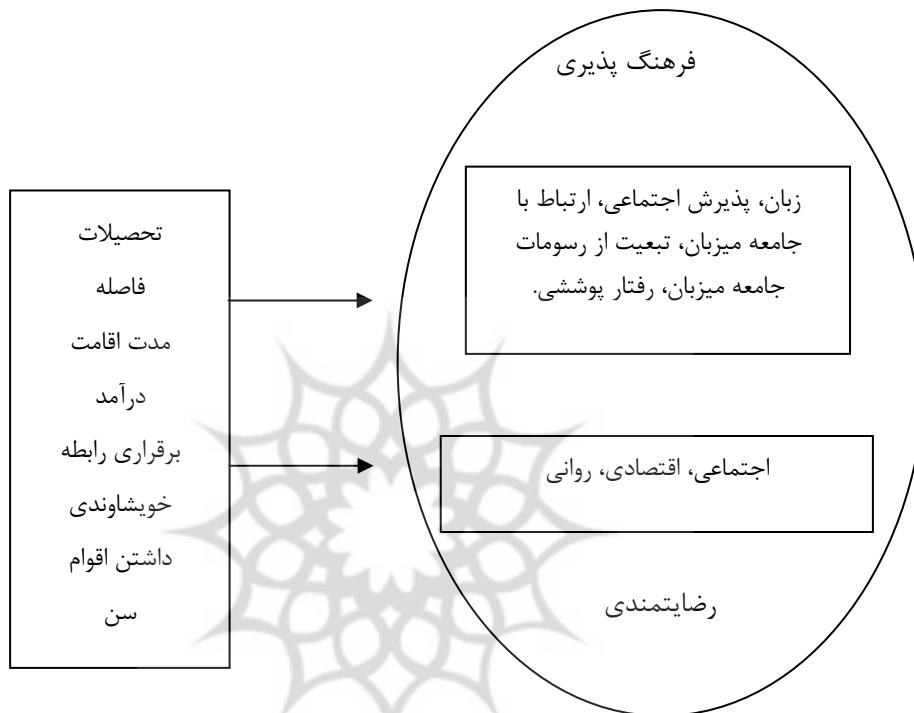 فرهنگ پذیری
زبان، پذیرش اجتماعی، ارتباط با
جامعه میزبان، تبعیت از رسومات
جامعه میزبان، رفتار پوششی.
اجتماعی، اقتصادی، روانی
رضایتمندی
تحصیلات
فاصله
مدت اقامت
درآمد
برقراری رابطه
خویشاوندی
داشتن اقوام
سن